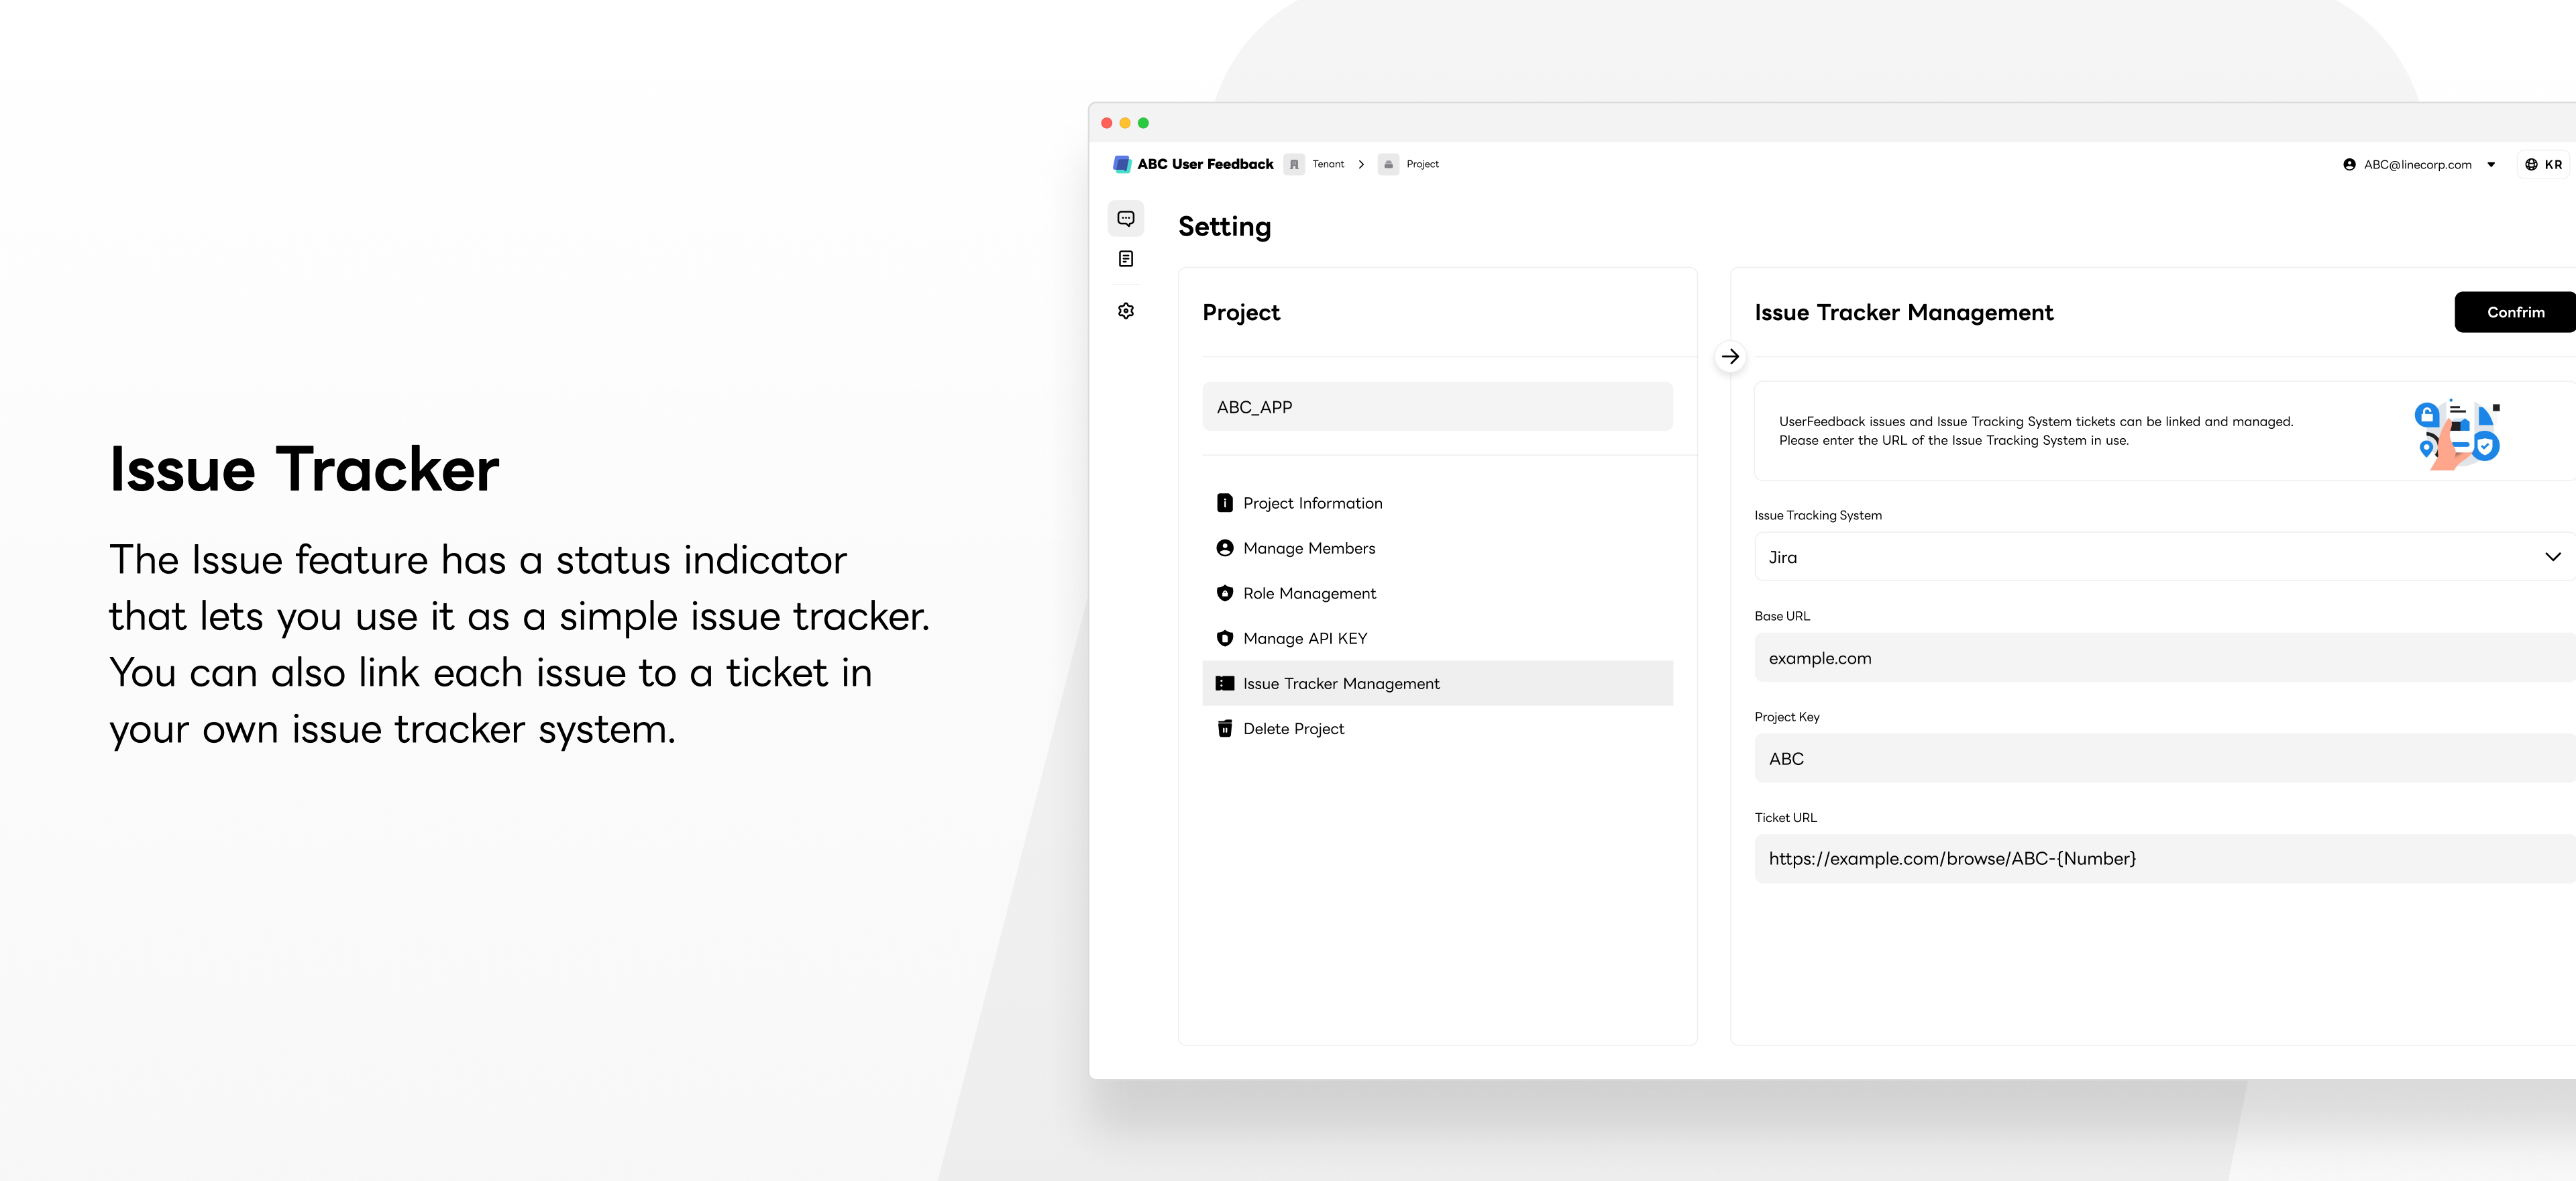 Issue Tracker
The Issue feature has a status indicator
that lets you use it as a simple issue tracker.
You can also link each issue to a ticket in
your own issue tracker system.
ABC User Feedback
Tenant
Project
ABC@linecorp.com
KR
Setting
Project
ABC_APP
Project Information
Manage Members
Role Management
Manage API KEY
Issue Tracker Management
Delete Project
Issue Tracker Management
Confrim
UserFeedback issues and Issue Tracking System tickets can be linked and managed.
Please enter the URL of the Issue Tracking System in use.
Issue Tracking System
Jira
Base URL
example.com
Project Key
ABC
Ticket URL
https://example.com/browse/ABC-{Number}